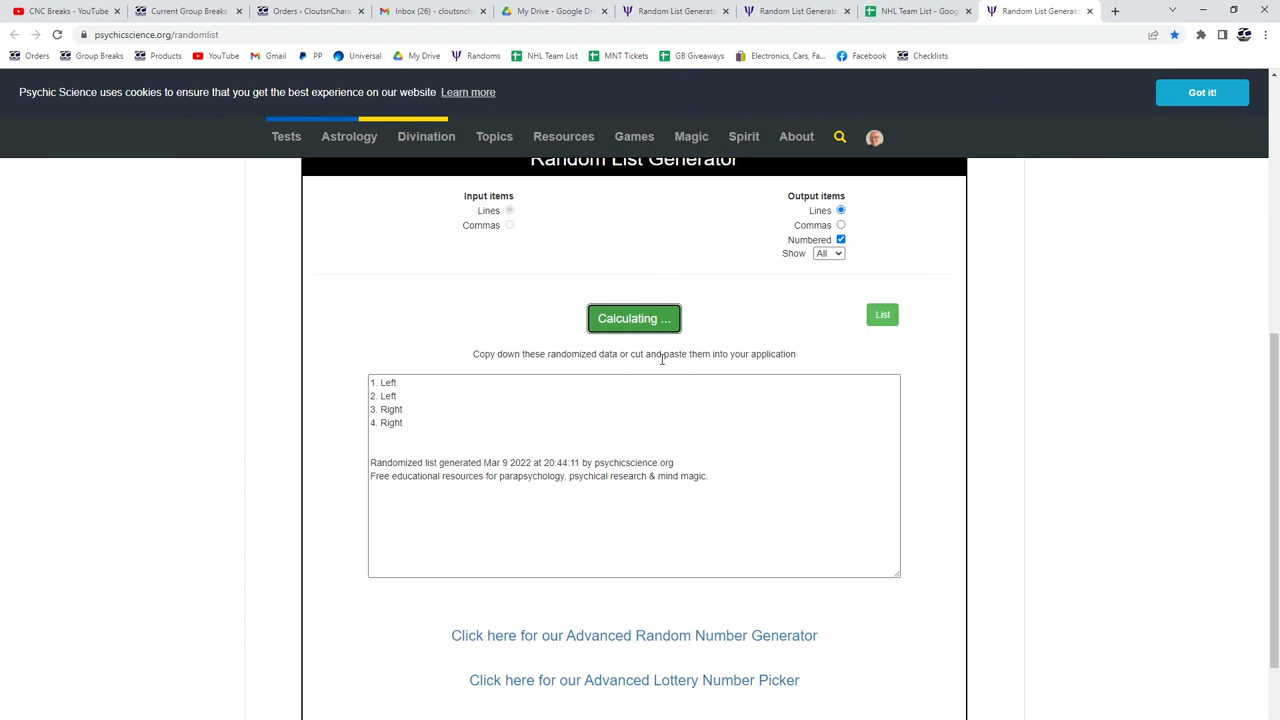 CNC Breaks - YouTube
Current Group Breaks
Orders ‹ CloutsnChara
Inbox (26) - cloutsnc
My Drive - Google Dr
Random List Generato
Random List Generato
NHL Team List - Goog
Random List Generato
psychicscience.org/randomlist
Orders
Group Breaks
Products
YouTube
Gmail
PP
Universal
My Drive
Randoms
NHL Team List
MNT Tickets
GB Giveaways
Electronics, Cars, Fa...
Facebook
Checklists
Psychic Science uses cookies to ensure that you get the best experience on our website Learn more
Got it!
Tests
Astrology
Divination
Topics
Resources
Games
Magic
Spirit
About
Random List Generator
Input items
Lines
Commas
Output items
Lines
Commas
Numbered
Show All
Calculating ...
List
Copy down these randomized data or cut and paste them into your application
1. Left
2. Left
3. Right
4. Right
Randomized list generated Mar 9 2022 at 20:44:11 by psychicscience.org
Free educational resources for parapsychology, psychical research & mind magic.
Click here for our Advanced Random Number Generator
Click here for our Advanced Lottery Number Picker